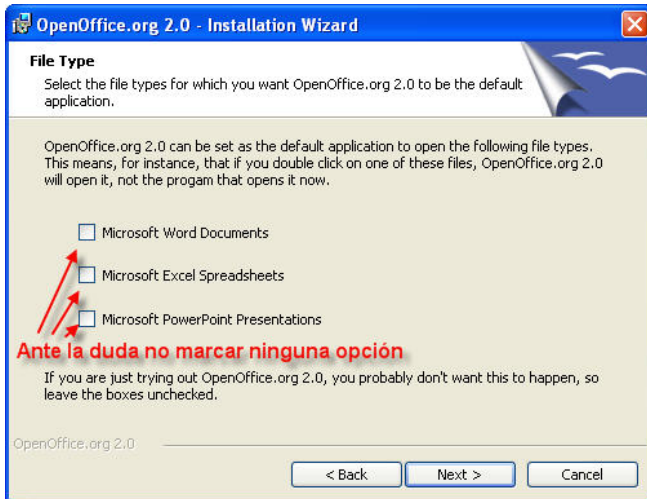 OpenOffice.org 2.0 - Installation Wizard
File Type
Select the file types for which you want OpenOffice.org 2.0 to be the default
application.
OpenOffice.org 2.0 can be set as the default application to open the following file types.
This means, for instance, that if you double click on one of these files, OpenOffice.org 2.0
will open it, not the progam that opens it now.
Microsoft Word Documents
Microsoft Excel Spreadsheets
Microsoft PowerPoint Presentations
Ante la duda no marcar ninguna opción
If you are just trying out OpenOffice.org 2.0, you probably don't want this to happen, so
leave the boxes unchecked.
OpenOffice.org 2.0
< Back Next > Cancel